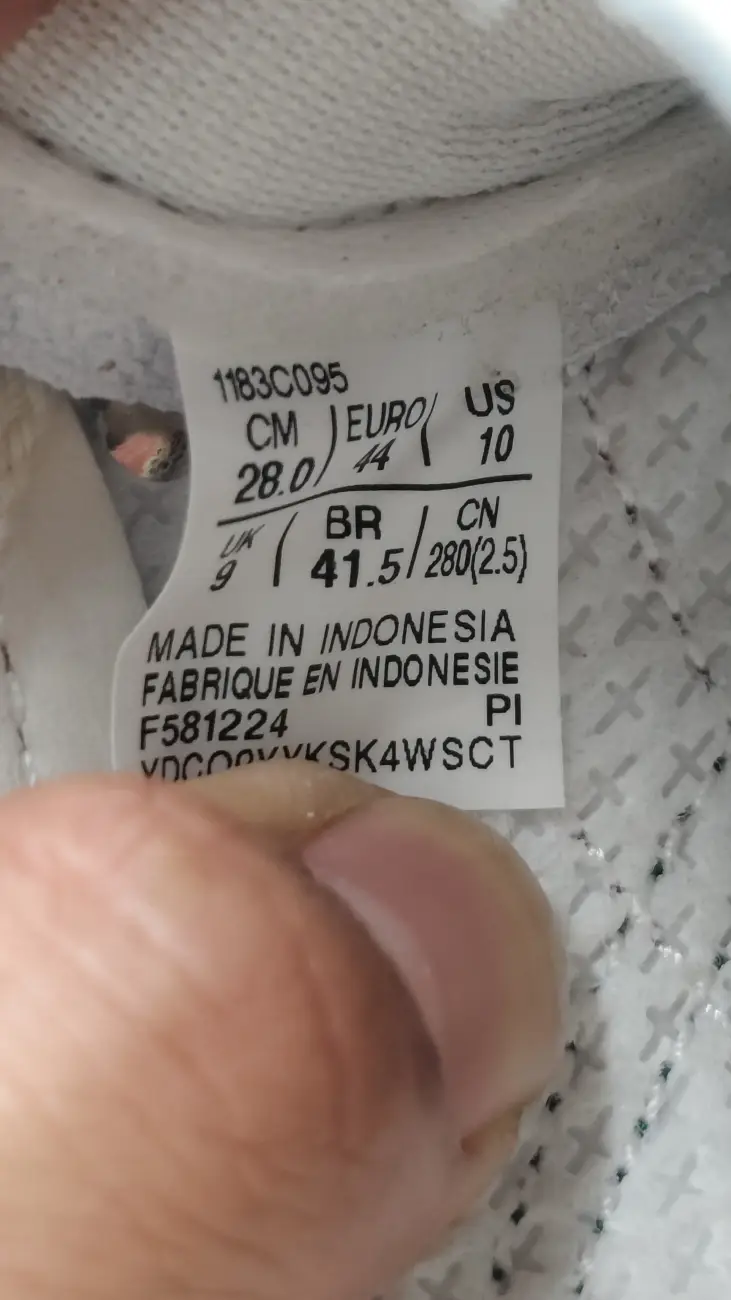 1183C095
CM / EURO / US
28.0 44 10
UK / BR / CN
9 41.5 280(2.5)
MADE IN INDONESIA
FABRIQUE EN INDONESIE
F581224 PI